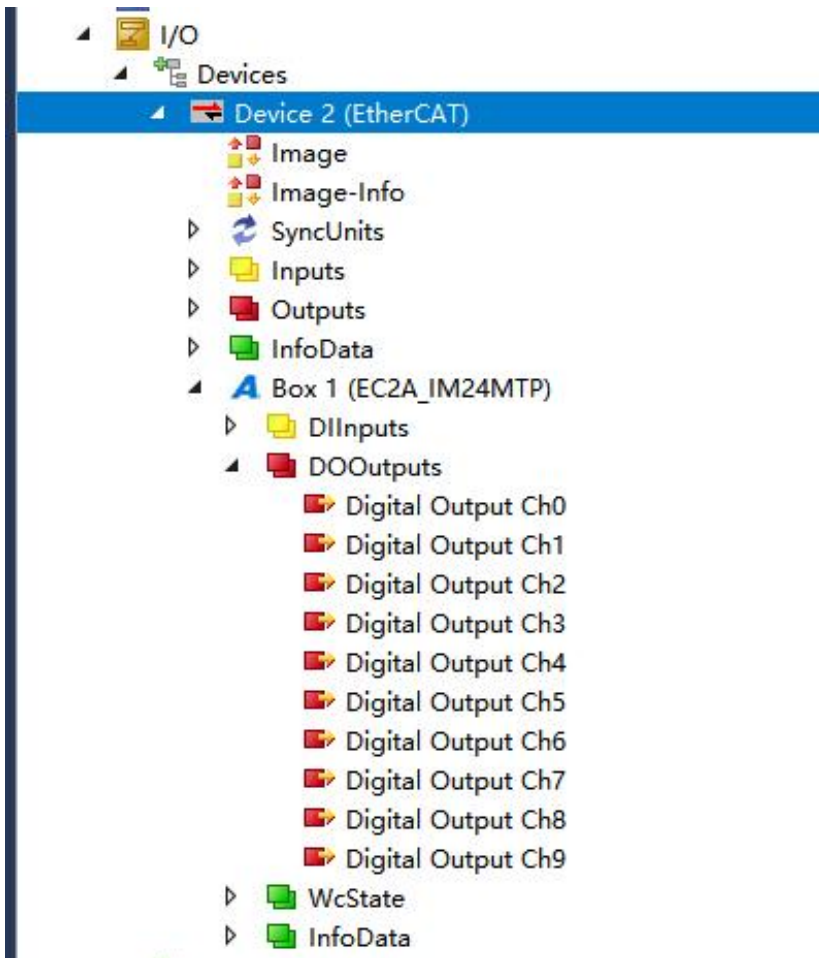 I/O
Devices
Device 2 (EtherCAT)
Image
Image-Info
SyncUnits
Inputs
Outputs
InfoData
Box 1 (EC2A_IM24MTP)
DIInputs
DOOutputs
Digital Output Ch0
Digital Output Ch1
Digital Output Ch2
Digital Output Ch3
Digital Output Ch4
Digital Output Ch5
Digital Output Ch6
Digital Output Ch7
Digital Output Ch8
Digital Output Ch9
WcState
InfoData